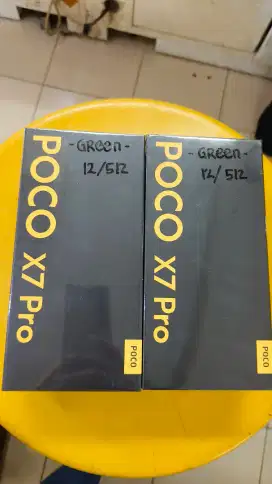 POCO X7 Pro
- GReen -
12/512
POCO
POCO X7 Pro
- GReen -
12/512
POCO